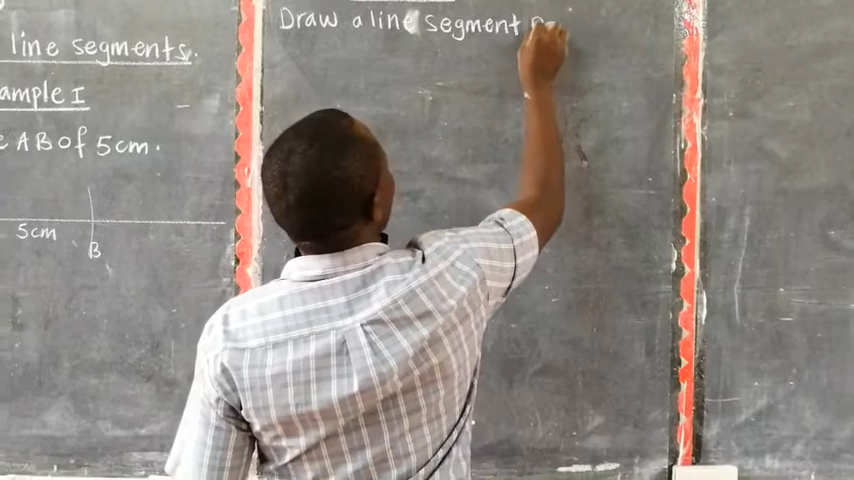 line segments.
ample I
AB of 5cm.
5cm
B
Draw a line segment